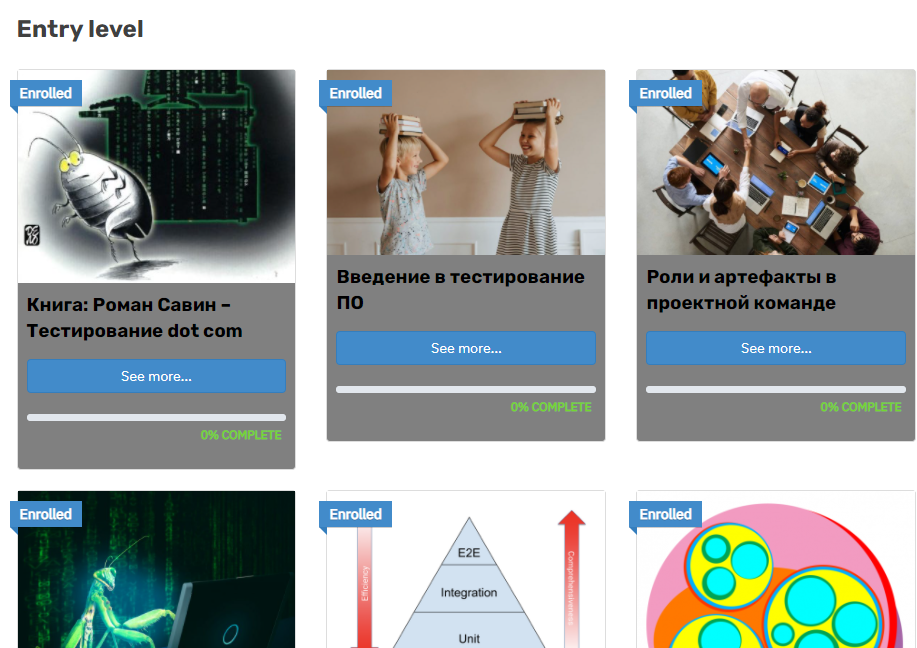 Entry level
Enrolled
Enrolled
Enrolled
Книга: Роман Савин –
Тестирование dot com
See more...
0% COMPLETE
Введение в тестирование
ПО
See more...
0% COMPLETE
Роли и артефакты в
проектной команде
See more...
0% COMPLETE
Enrolled
Enrolled
Efficiency
E2E
Integration
Unit
Comprehensiveness
Enrolled